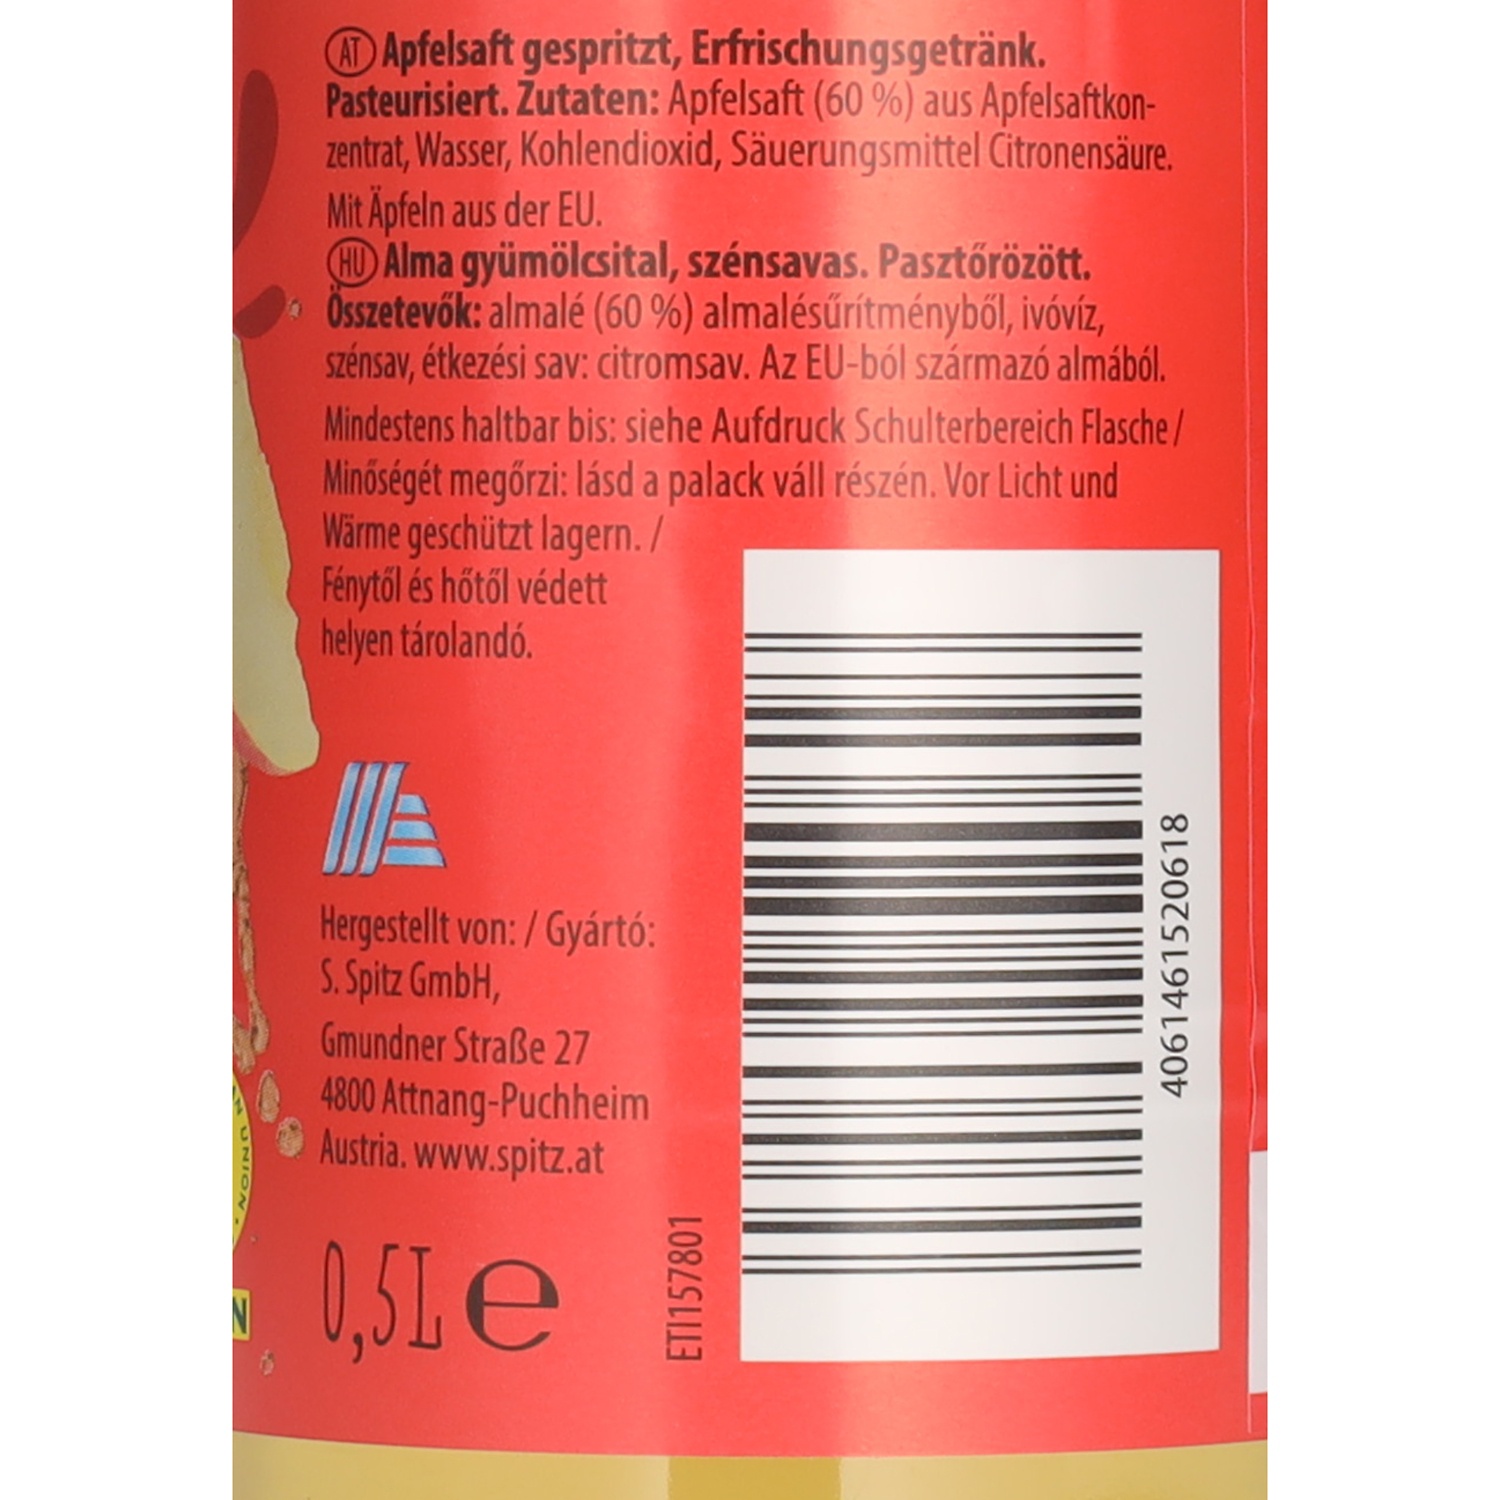 AT Apfelsaft gespritzt, Erfrischungsgetränk.
Pasteurisiert. Zutaten: Apfelsaft (60 %) aus Apfelsaftkon-
zentrat, Wasser, Kohlendioxid, Säuerungsmittel Citronensäure.
Mit Äpfeln aus der EU.
HU Alma gyümölcsital, szénsavas. Pasztőrözött.
Összetevők: almalé (60 %) almalésűrítményből, ivóvíz,
szénsav, étkezési sav: citromsav. Az EU-ból származó almából.
Mindestens haltbar bis: siehe Aufdruck Schulterbereich Flasche /
Minőségét megőrzi: lásd a palack váll részén. Vor Licht und
Wärme geschützt lagern. /
Fénytől és hőtől védett
helyen tárolandó.
Hergestellt von: / Gyártó:
S. Spitz GmbH,
Gmundner Straße 27
4800 Attnang-Puchheim
Austria. www.spitz.at
0,5L e
ETI157801
4061461520618
UNION
N